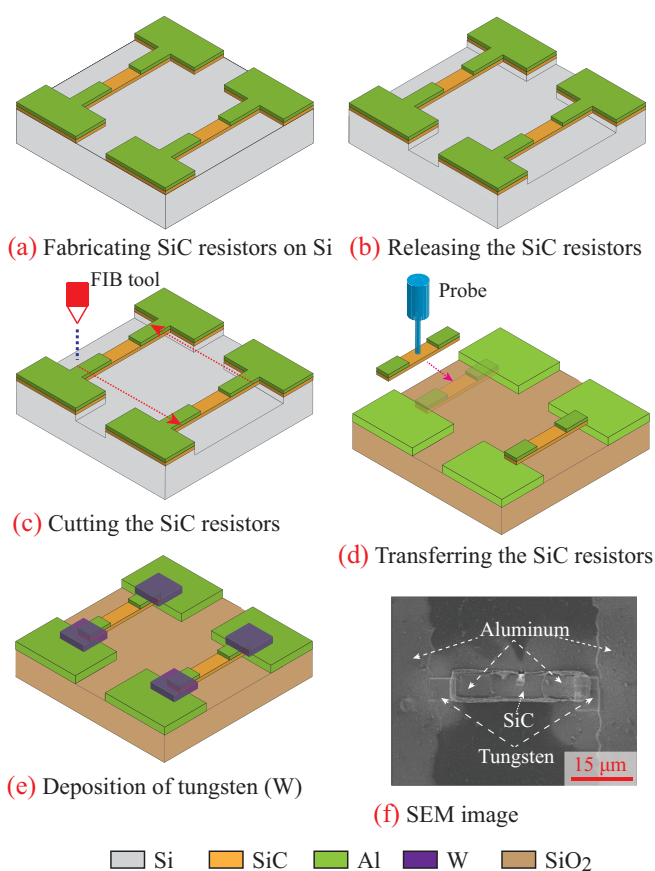 (a) Fabricating SiC resistors on Si
(b) Releasing the SiC resistors
FIB tool
Probe
(c) Cutting the SiC resistors
(d) Transferring the SiC resistors
(e) Deposition of tungsten (W)
Aluminum
SiC
Tungsten
15 μm
(f) SEM image
Si
SiC
Al
W
SiO₂